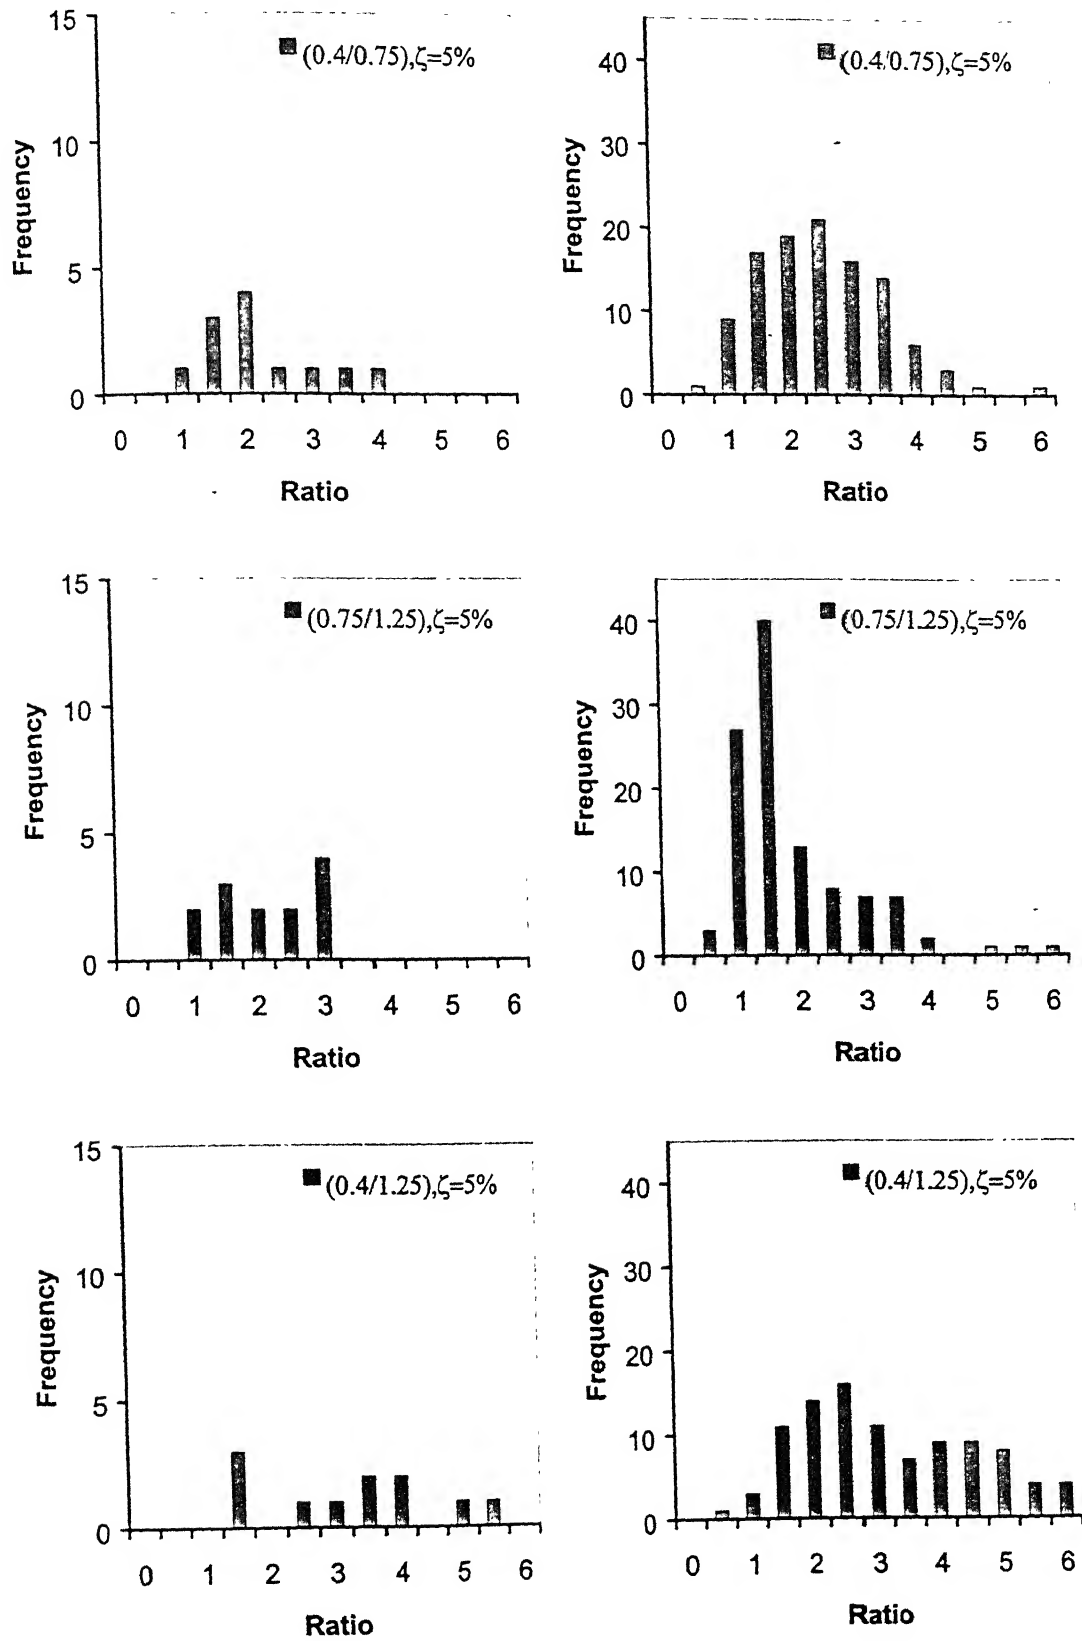 15
10
5
0
Frequency
(0.4/0.75),ζ=5%
0 1 2 3 4 5 6
Ratio
40
30
20
10
0
Frequency
(0.4/0.75),ζ=5%
0 1 2 3 4 5 6
Ratio
15
10
5
0
Frequency
(0.75/1.25),ζ=5%
0 1 2 3 4 5 6
Ratio
40
30
20
10
0
Frequency
(0.75/1.25),ζ=5%
0 1 2 3 4 5 6
Ratio
15
10
5
0
Frequency
(0.4/1.25),ζ=5%
0 1 2 3 4 5 6
Ratio
40
30
20
10
0
Frequency
(0.4/1.25),ζ=5%
0 1 2 3 4 5 6
Ratio